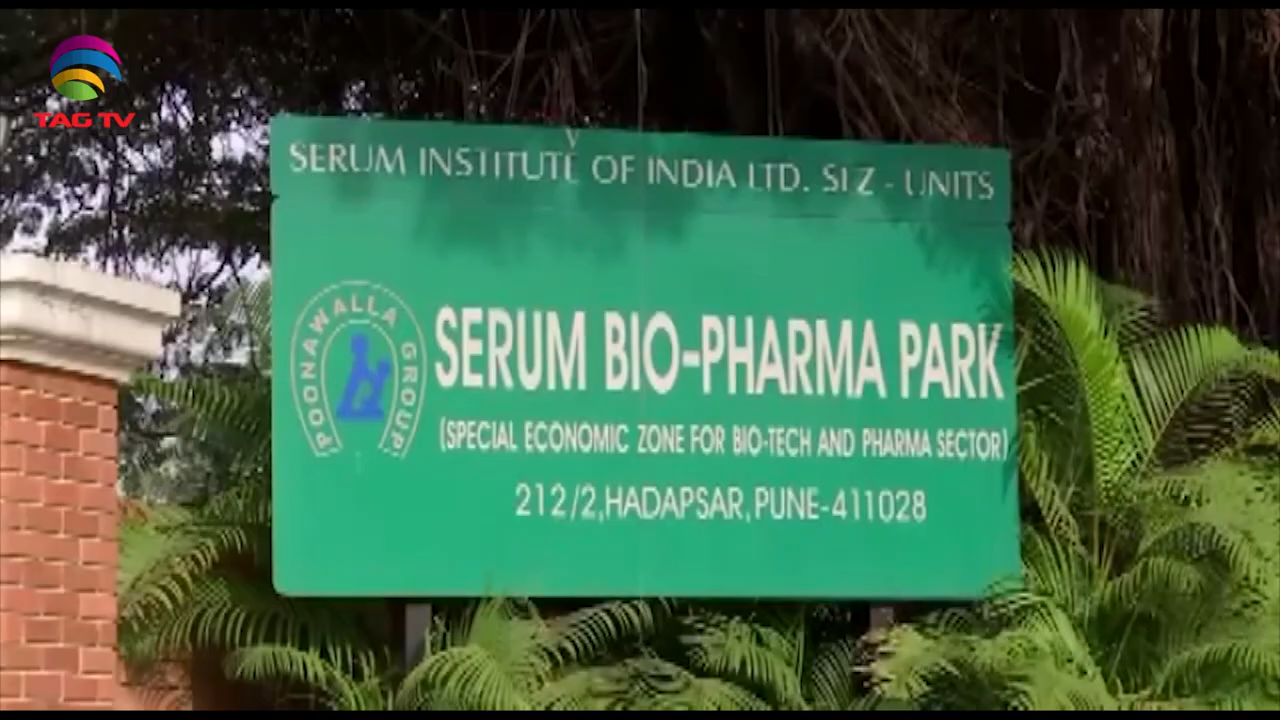 TAG TV
SERUM INSTITUTE OF INDIA LTD. SEZ - UNITS
POONAWALLA GROUP
SERUM BIO-PHARMA PARK
(SPECIAL ECONOMIC ZONE FOR BIO-TECH AND PHARMA SECTOR)
212/2,HADAPSAR,PUNE-411028